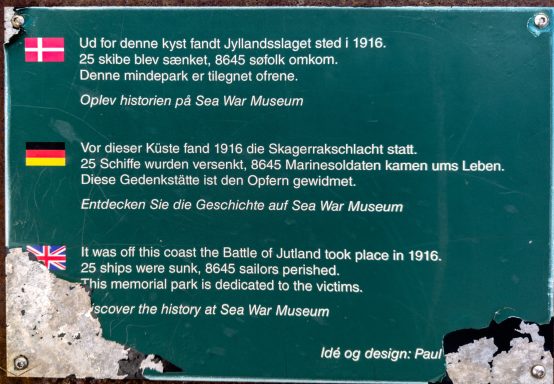 Ud for denne kyst fandt Jyllandsslaget sted i 1916.
25 skibe blev sænket, 8645 søfolk omkom.
Denne mindepark er tilegnet ofrene.
Oplev historien på Sea War Museum
Vor dieser Küste fand 1916 die Skagerrakschlacht statt.
25 Schiffe wurden versenkt, 8645 Marinesoldaten kamen ums Leben.
Diese Gedenkstätte ist den Opfern gewidmet.
Entdecken Sie die Geschichte auf Sea War Museum
It was off this coast the Battle of Jutland took place in 1916.
25 ships were sunk, 8645 sailors perished.
This memorial park is dedicated to the victims.
iscover the history at Sea War Museum
Idé og design: Paul